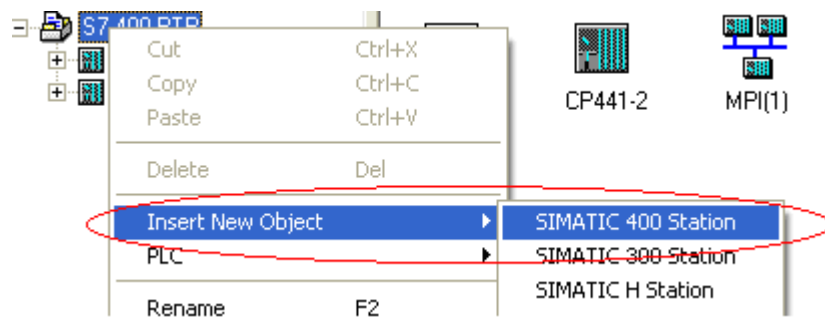 S7 400 PTP
Cut Ctrl+X
Copy Ctrl+C
Paste Ctrl+V
Delete Del
Insert New Object
PLC
Rename F2
SIMATIC 400 Station
SIMATIC 300 Station
SIMATIC H Station
CP441-2
MPI(1)